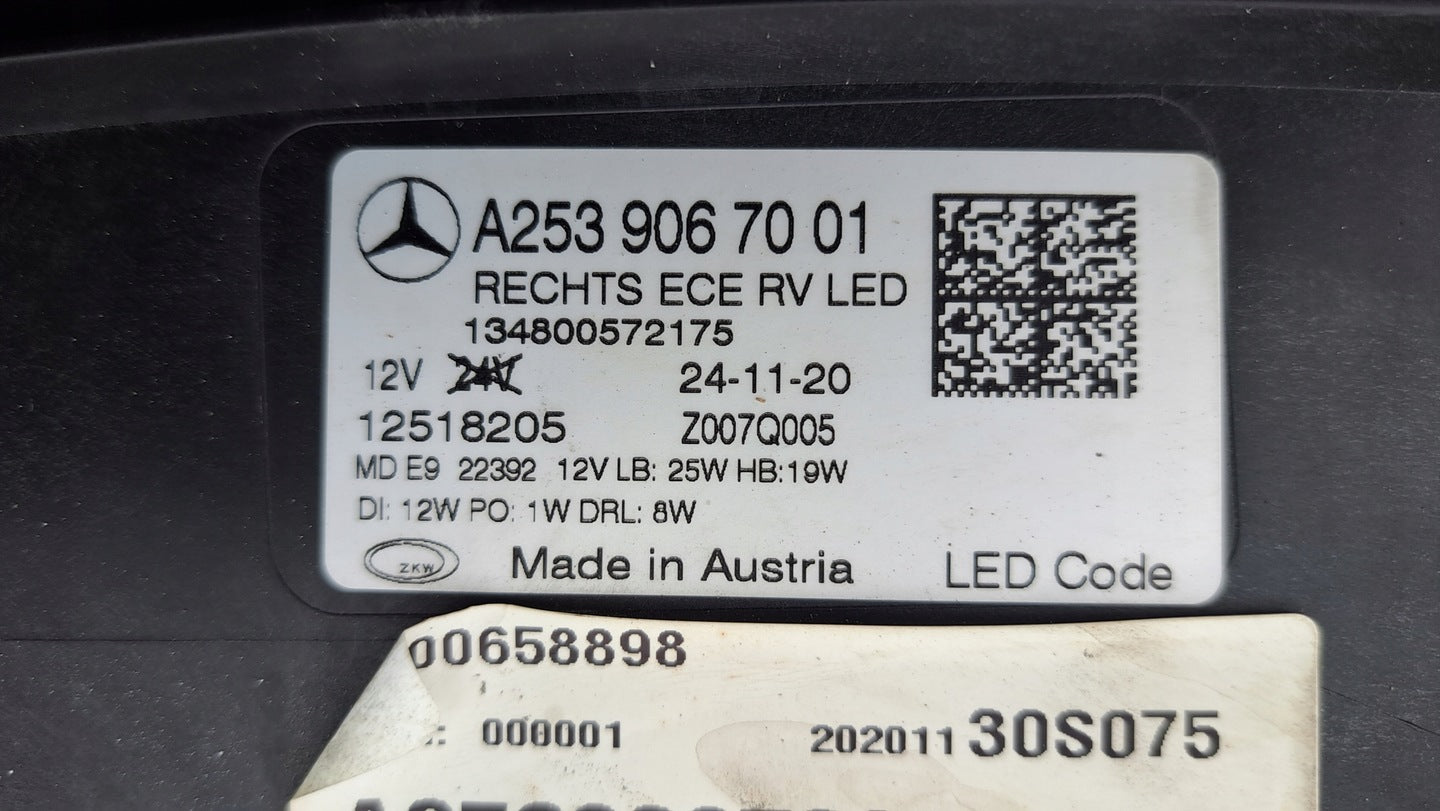 A253 906 70 01
RECHTS ECE RV LED
134800572175
12V 24V 24-11-20
12518205 Z007Q005
MD E9 22392 12V LB: 25W HB:19W
DI: 12W PO: 1W DRL: 8W
ZKW Made in Austria LED Code
00658898
000001 20201130S075